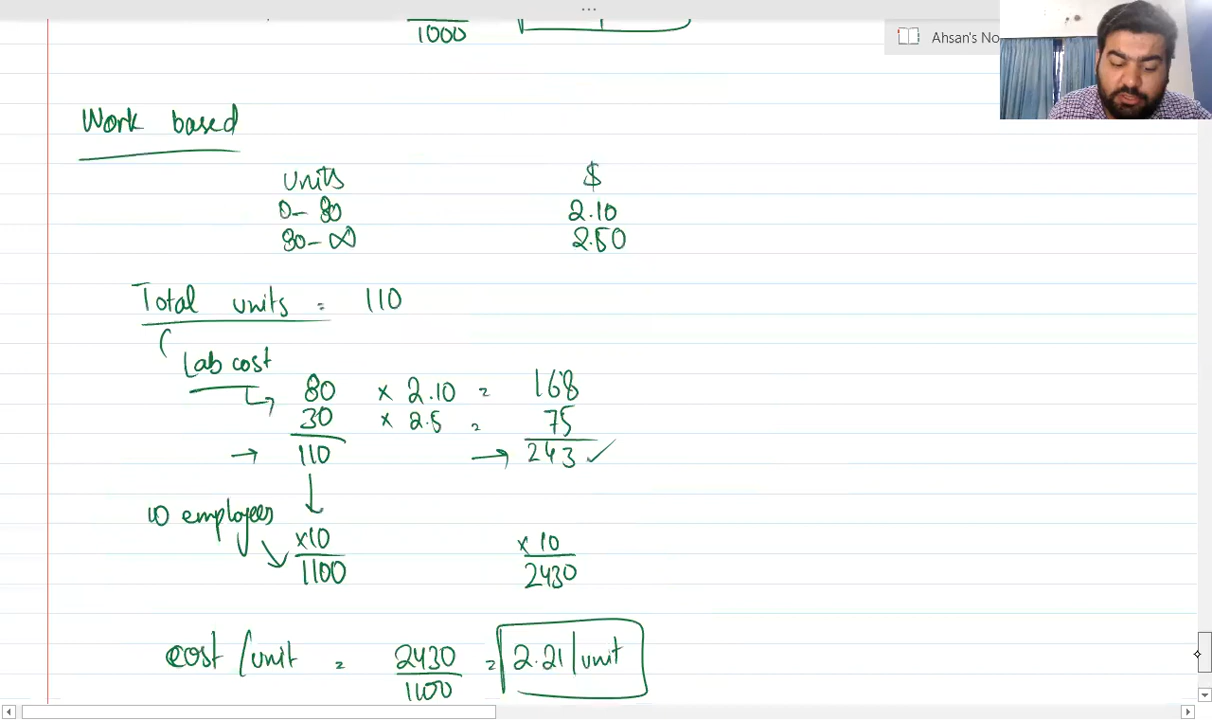 ...
1000
Ahsan's No
Work based
Units $
0-80 2.10
80-∞ 2.50
Total units = 110
(
Lab cost
80 × 2.10 = 168
30 × 2.5 = 75
→ 110 → 243 ✓
10 employees
×10 × 10
1100 2430
cost/unit = 2430 = 2.21/unit
1100